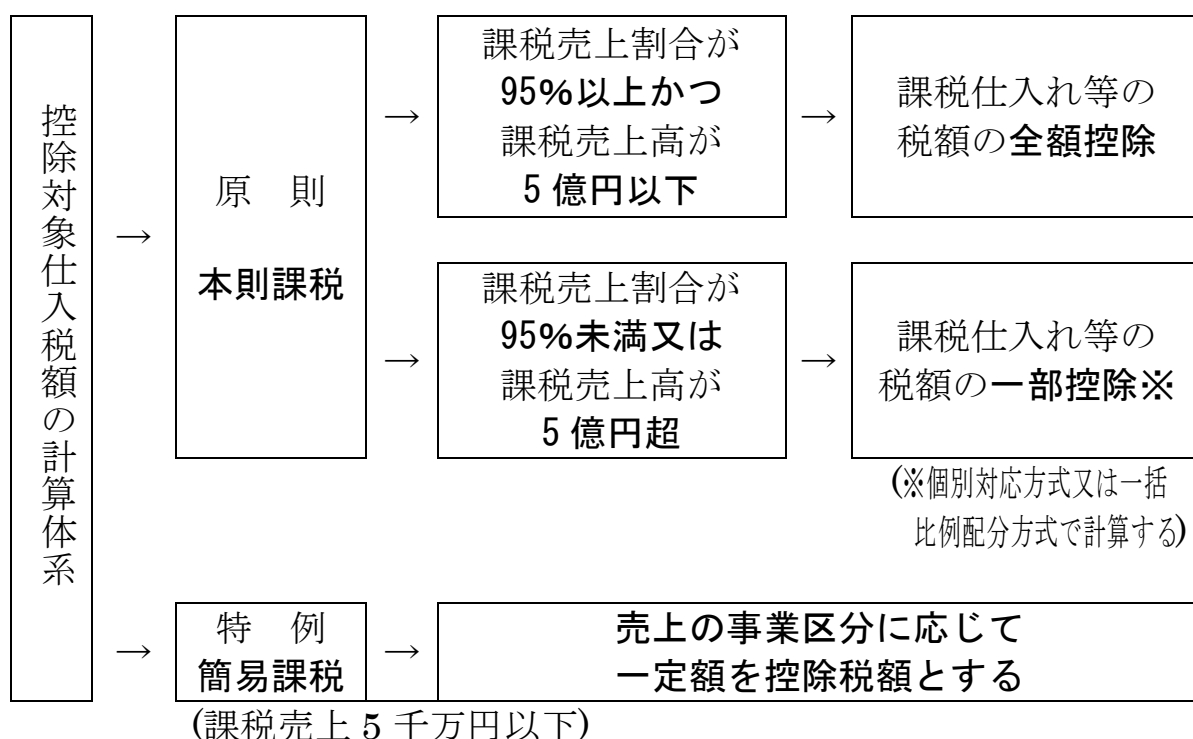 控除対象仕入税額の計算体系
→
原　則
本則課税
→
課税売上割合が
95%以上かつ
課税売上高が
5 億円以下
→
課税仕入れ等の
税額の全額控除
→
課税売上割合が
95%未満又は
課税売上高が
5 億円超
→
課税仕入れ等の
税額の一部控除※
(※個別対応方式又は一括
比例配分方式で計算する)
→
特　例
簡易課税
→
売上の事業区分に応じて
一定額を控除税額とする
(課税売上 5 千万円以下)